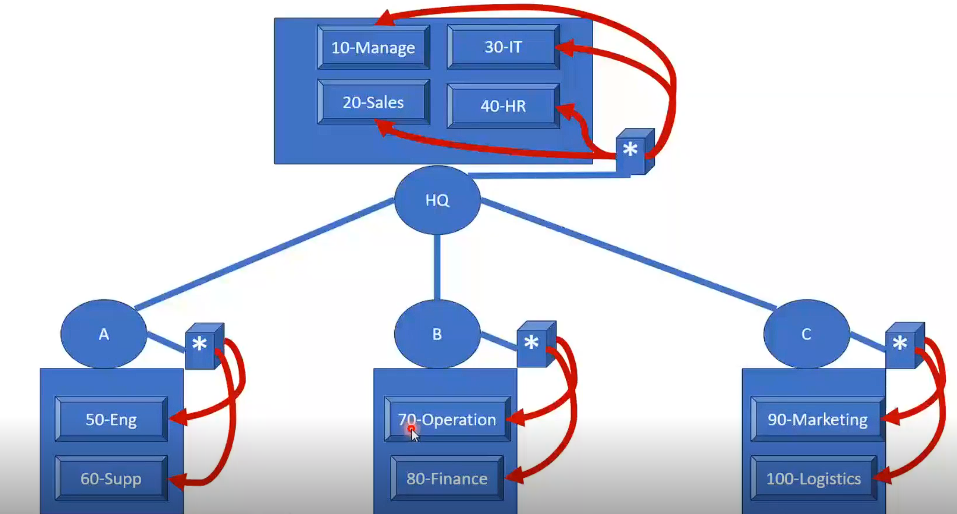 10-Manage
30-IT
20-Sales
40-HR
*
HQ
A
*
B
*
C
*
50-Eng
70-Operation
90-Marketing
60-Supp
80-Finance
100-Logistics